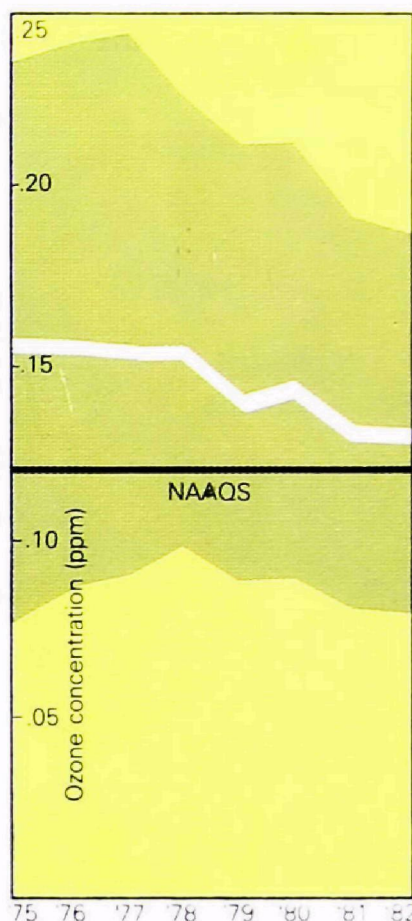 25
.20
.15
NAAQS
.10
Ozone concentration (ppm)
.05
'75 '76 '77 '78 '79 '80 '81 '82